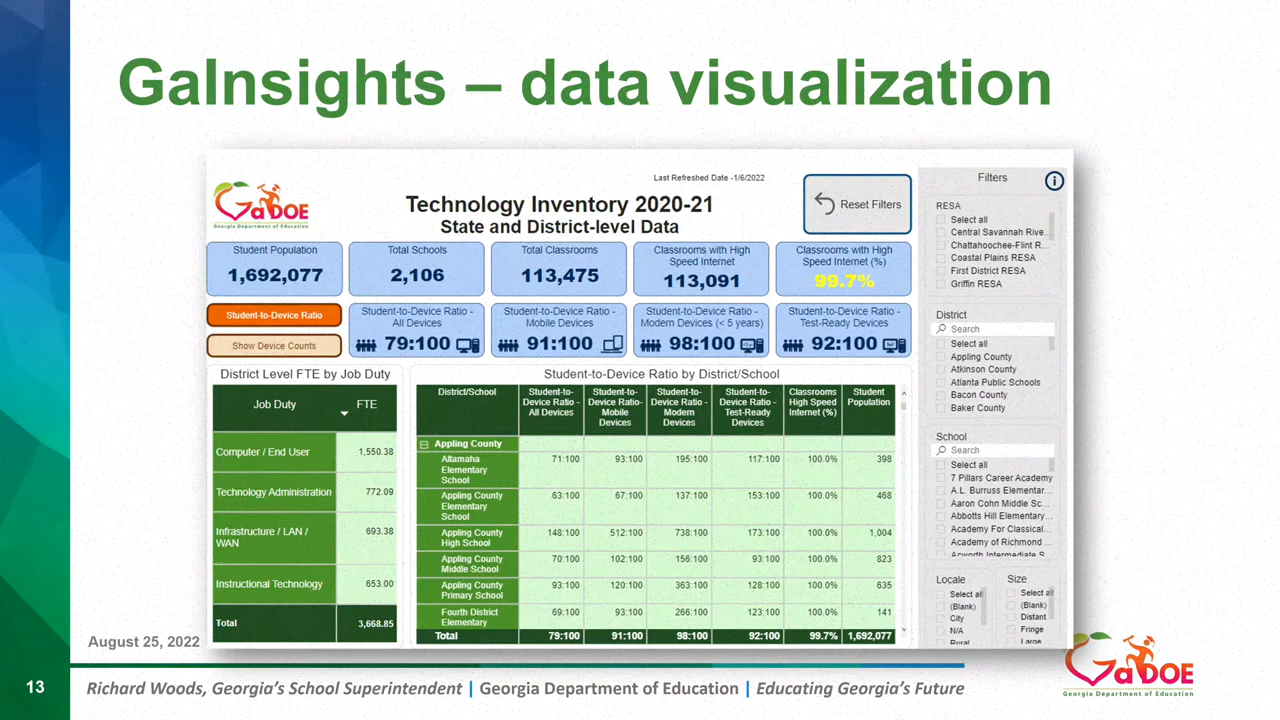 GaInsights – data visualization
Last Refreshed Date -1/6/2022
GaDOE
Georgia Department of Education
Technology Inventory 2020-21
State and District-level Data
Reset Filters
Student Population
1,692,077
Total Schools
2,106
Total Classrooms
113,475
Classrooms with High
Speed Internet
113,091
Classrooms with High
Speed Internet (%)
99.7%
Student-to-Device Ratio
Show Device Counts
Student-to-Device Ratio -
All Devices
79:100
Student-to-Device Ratio -
Mobile Devices
91:100
Student-to-Device Ratio -
Modern Devices (< 5 years)
98:100
Student-to-Device Ratio -
Test-Ready Devices
92:100
District Level FTE by Job Duty
Job Duty FTE
Computer / End User 1,550.38
Technology Administration 772.09
Infrastructure / LAN /
WAN 693.38
Instructional Technology 653.00
Total 3,668.85
Student-to-Device Ratio by District/School
District/School
Student-to-
Device Ratio -
All Devices
Student-to-
Device Ratio-
Mobile
Devices
Student-to-
Device Ratio -
Modern
Devices
Student-to-
Device Ratio -
Test-Ready
Devices
Classrooms
High Speed
Internet (%)
Student
Population
Appling County
Altamaha
Elementary
School
71:100 93:100 195:100 117:100 100.0% 398
Appling County
Elementary
School
63:100 67:100 137:100 153:100 100.0% 468
Appling County
High School
148:100 512:100 738:100 173:100 100.0% 1,004
Appling County
Middle School
70:100 102:100 156:100 93:100 100.0% 823
Appling County
Primary School
93:100 120:100 363:100 128:100 100.0% 635
Fourth District
Elementary
69:100 93:100 266:100 123:100 100.0% 141
Total 79:100 91:100 98:100 92:100 99.7% 1,692,077
Filters
RESA
Select all
Central Savannah Rive...
Chattahoochee-Flint R...
Coastal Plains RESA
First District RESA
Griffin RESA
District
Search
Select all
Appling County
Atkinson County
Atlanta Public Schools
Bacon County
Baker County
School
Search
Select all
7 Pillars Career Academy
A.L. Burruss Elementar...
Aaron Cohn Middle Sc...
Abbotts Hill Elementary...
Academy For Classical...
Academy of Richmond ...
Acworth Intermediate S...
Locale
Select all
(Blank)
City
N/A
Rural
Size
Select all
(Blank)
Distant
Fringe
Large
August 25, 2022
13
Richard Woods, Georgia's School Superintendent | Georgia Department of Education | Educating Georgia's Future
GaDOE
Georgia Department of Education